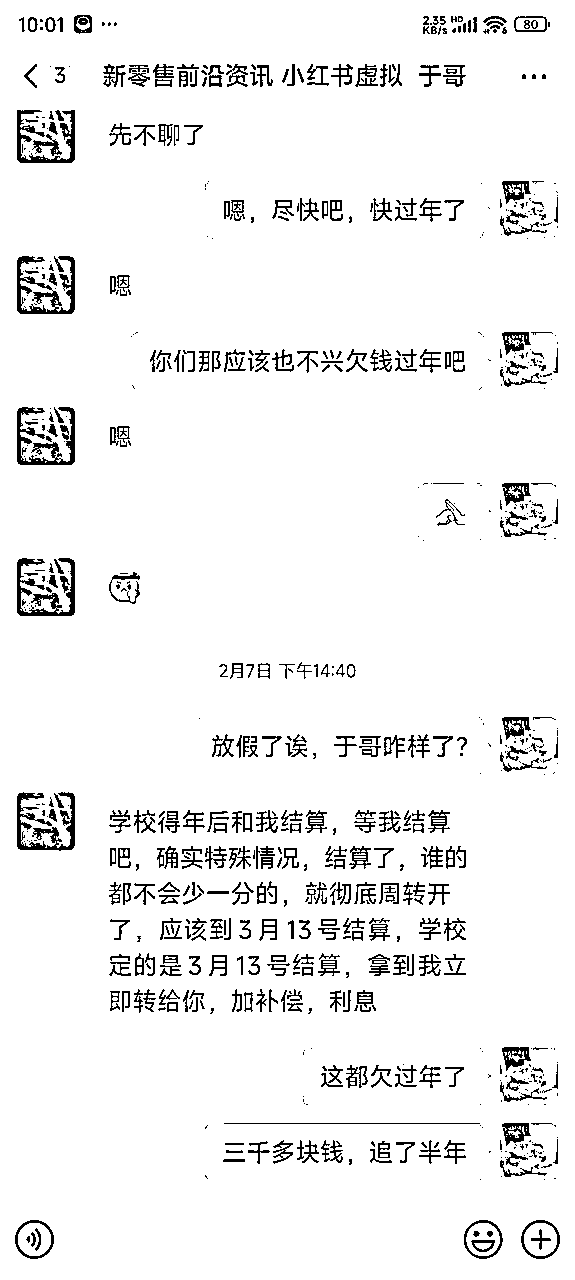 10:01 ··· 2.35 KB/s HD 80
3 新零售前沿资讯 小红书虚拟 于哥 ···
先不聊了
嗯，尽快吧，快过年了
嗯
你们那应该也不兴欠钱过年吧
嗯
2月7日 下午14:40
放假了诶，于哥咋样了？
学校得年后和我结算，等我结算
吧，确实特殊情况，结算了，谁的
都不会少一分的，就彻底周转开
了，应该到3月13号结算，学校
定的是3月13号结算，拿到我立
即转给你，加补偿，利息
这都欠过年了
三千多块钱，追了半年